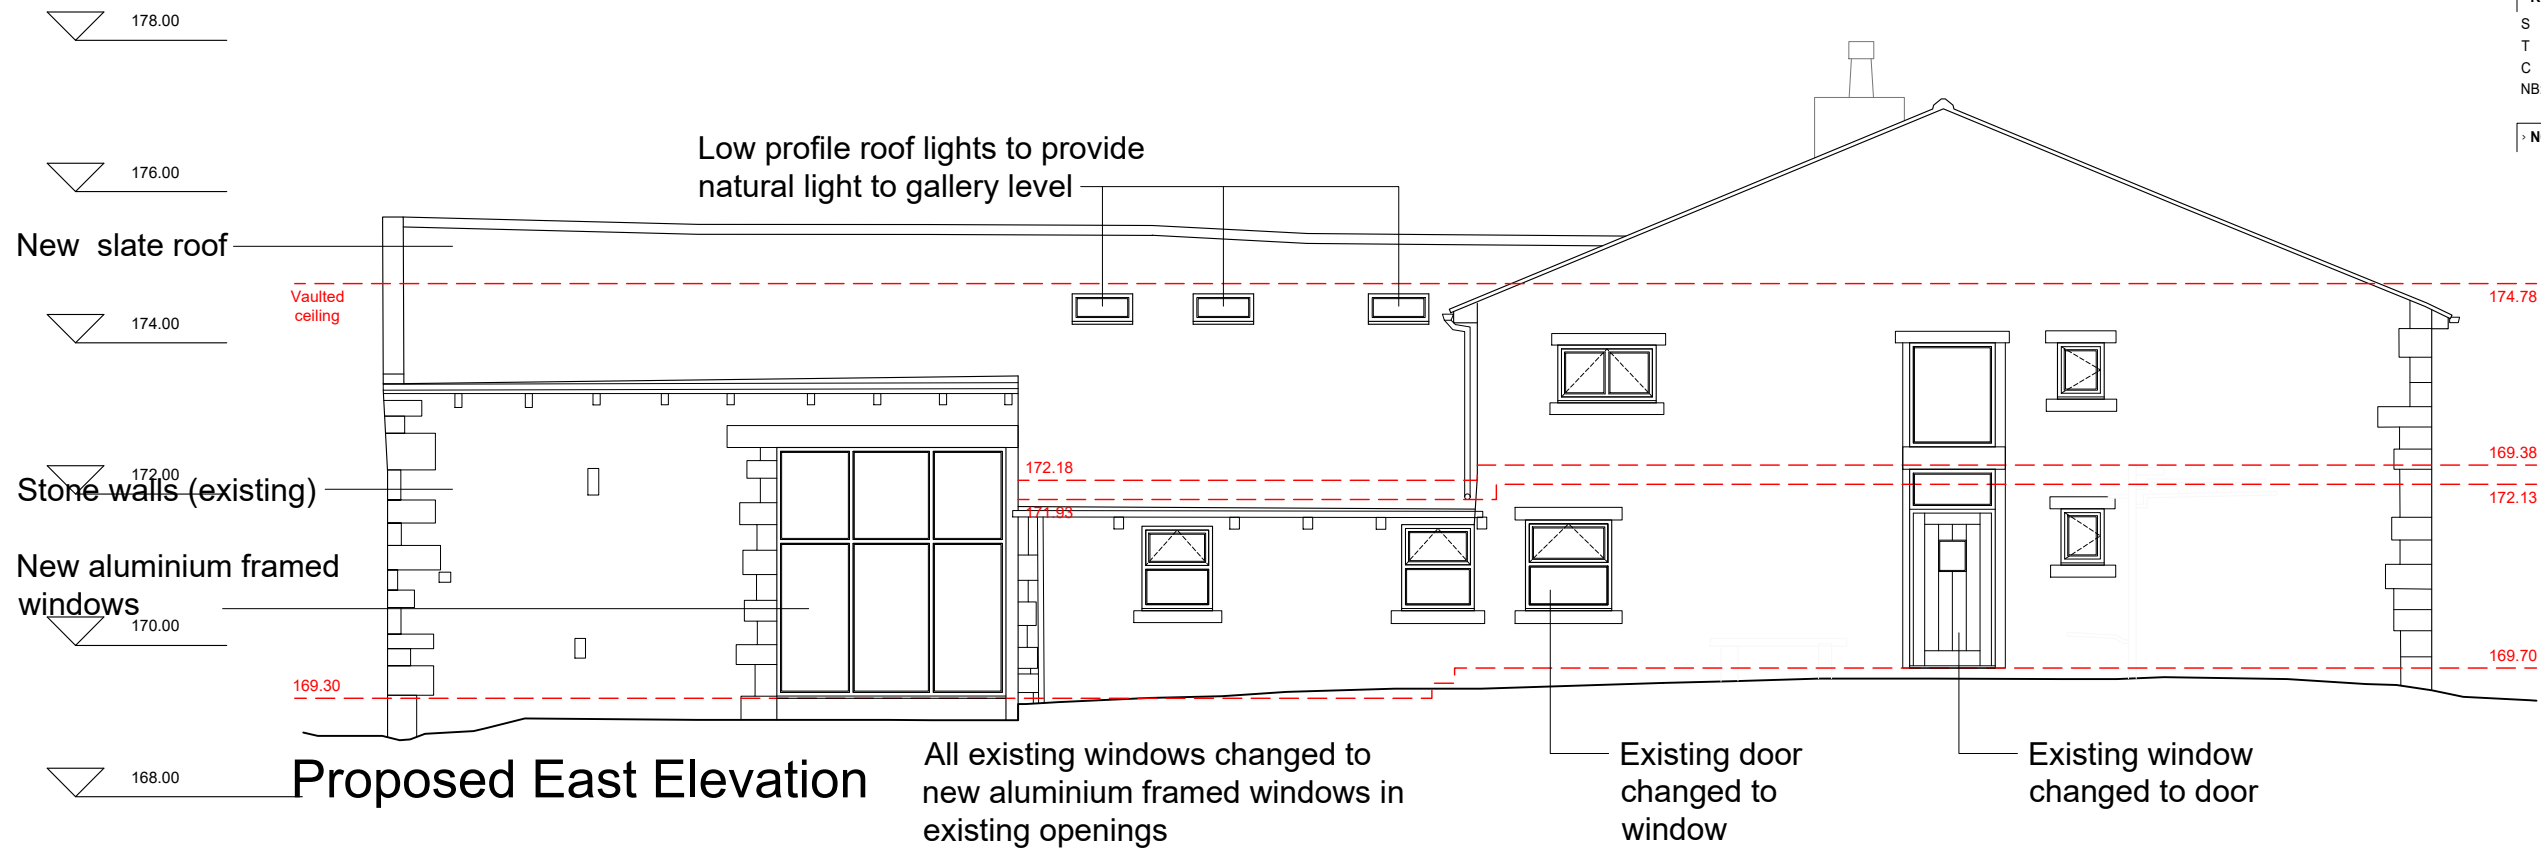 178.00
S
T
C
NB:
176.00
N
Low profile roof lights to provide
natural light to gallery level
New  slate roof
Vaulted
ceiling
174.78
174.00
172.18
169.38
172.00
Stone walls (existing)
172.13
171.93
New aluminium framed
windows
170.00
169.30
169.70
168.00
Proposed East Elevation
All existing windows changed to
new aluminium framed windows in
existing openings
Existing door
changed to
window
Existing window
changed to door